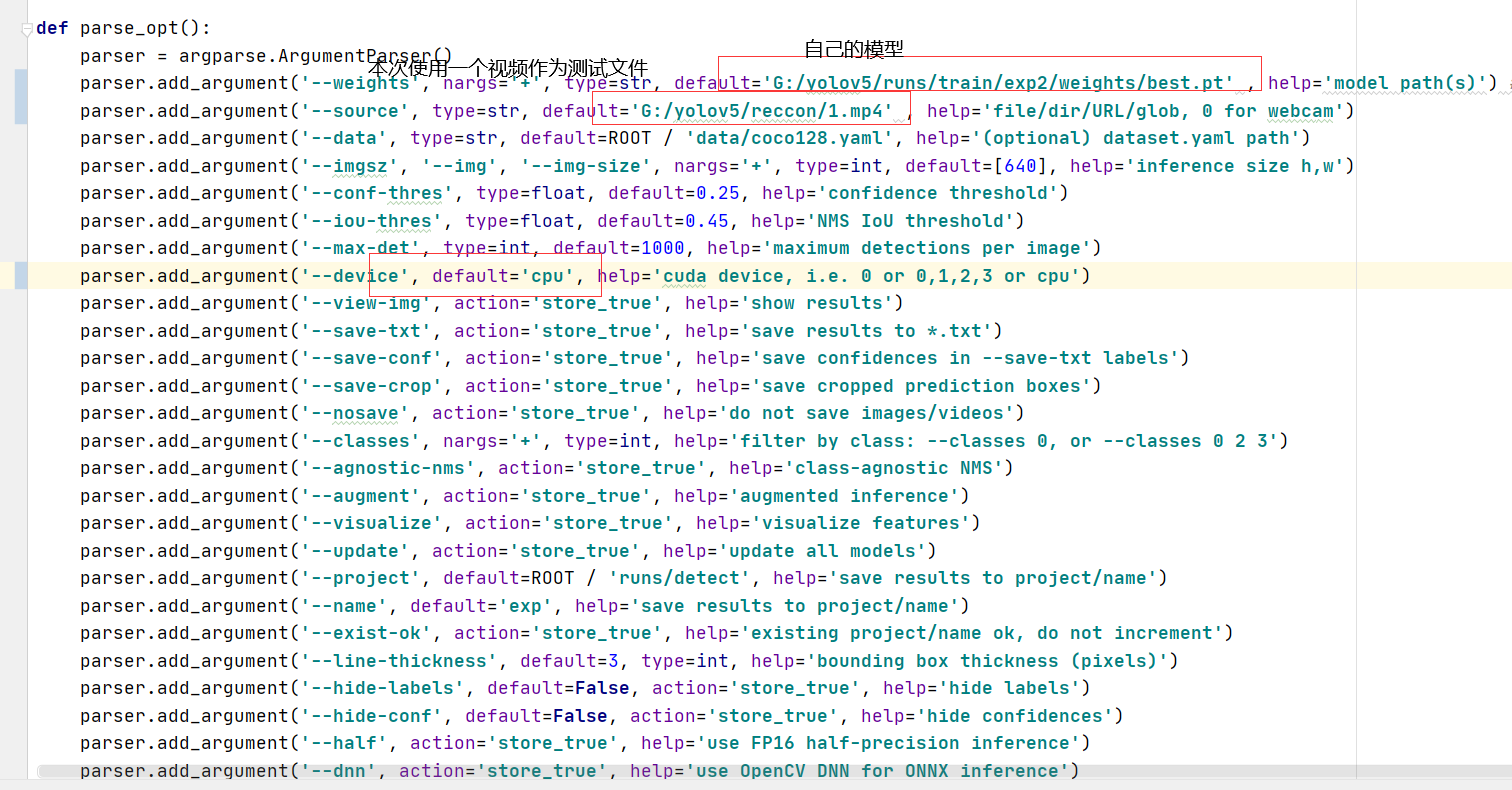 def parse_opt():
parser = argparse.ArgumentParser()
自己的模型
本次使用一个视频作为测试文件
parser.add_argument('--weights', nargs='+', type=str, default='G:/yolov5/runs/train/exp2/weights/best.pt' , help='model path(s)')
parser.add_argument('--source', type=str, default='G:/yolov5/reccon/1.mp4' , help='file/dir/URL/glob, 0 for webcam')
parser.add_argument('--data', type=str, default=ROOT / 'data/coco128.yaml', help='(optional) dataset.yaml path')
parser.add_argument('--imgsz', '--img', '--img-size', nargs='+', type=int, default=[640], help='inference size h,w')
parser.add_argument('--conf-thres', type=float, default=0.25, help='confidence threshold')
parser.add_argument('--iou-thres', type=float, default=0.45, help='NMS IoU threshold')
parser.add_argument('--max-det', type=int, default=1000, help='maximum detections per image')
parser.add_argument('--device', default='cpu', help='cuda device, i.e. 0 or 0,1,2,3 or cpu')
parser.add_argument('--view-img', action='store_true', help='show results')
parser.add_argument('--save-txt', action='store_true', help='save results to *.txt')
parser.add_argument('--save-conf', action='store_true', help='save confidences in --save-txt labels')
parser.add_argument('--save-crop', action='store_true', help='save cropped prediction boxes')
parser.add_argument('--nosave', action='store_true', help='do not save images/videos')
parser.add_argument('--classes', nargs='+', type=int, help='filter by class: --classes 0, or --classes 0 2 3')
parser.add_argument('--agnostic-nms', action='store_true', help='class-agnostic NMS')
parser.add_argument('--augment', action='store_true', help='augmented inference')
parser.add_argument('--visualize', action='store_true', help='visualize features')
parser.add_argument('--update', action='store_true', help='update all models')
parser.add_argument('--project', default=ROOT / 'runs/detect', help='save results to project/name')
parser.add_argument('--name', default='exp', help='save results to project/name')
parser.add_argument('--exist-ok', action='store_true', help='existing project/name ok, do not increment')
parser.add_argument('--line-thickness', default=3, type=int, help='bounding box thickness (pixels)')
parser.add_argument('--hide-labels', default=False, action='store_true', help='hide labels')
parser.add_argument('--hide-conf', default=False, action='store_true', help='hide confidences')
parser.add_argument('--half', action='store_true', help='use FP16 half-precision inference')
parser.add_argument('--dnn', action='store_true', help='use OpenCV DNN for ONNX inference')